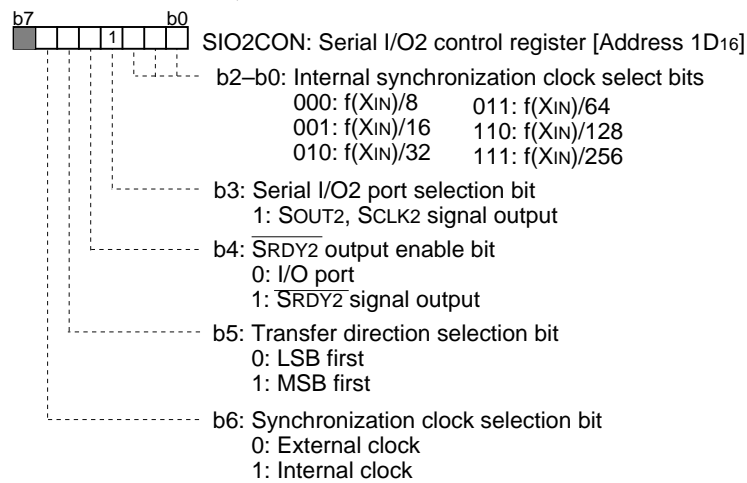 b7 b0
1 SIO2CON: Serial I/O2 control register [Address 1D16]
b2–b0: Internal synchronization clock select bits
000: f(XIN)/8 011: f(XIN)/64
001: f(XIN)/16 110: f(XIN)/128
010: f(XIN)/32 111: f(XIN)/256
b3: Serial I/O2 port selection bit
1: SOUT2, SCLK2 signal output
b4: SRDY2 output enable bit
0: I/O port
1: SRDY2 signal output
b5: Transfer direction selection bit
0: LSB first
1: MSB first
b6: Synchronization clock selection bit
0: External clock
1: Internal clock